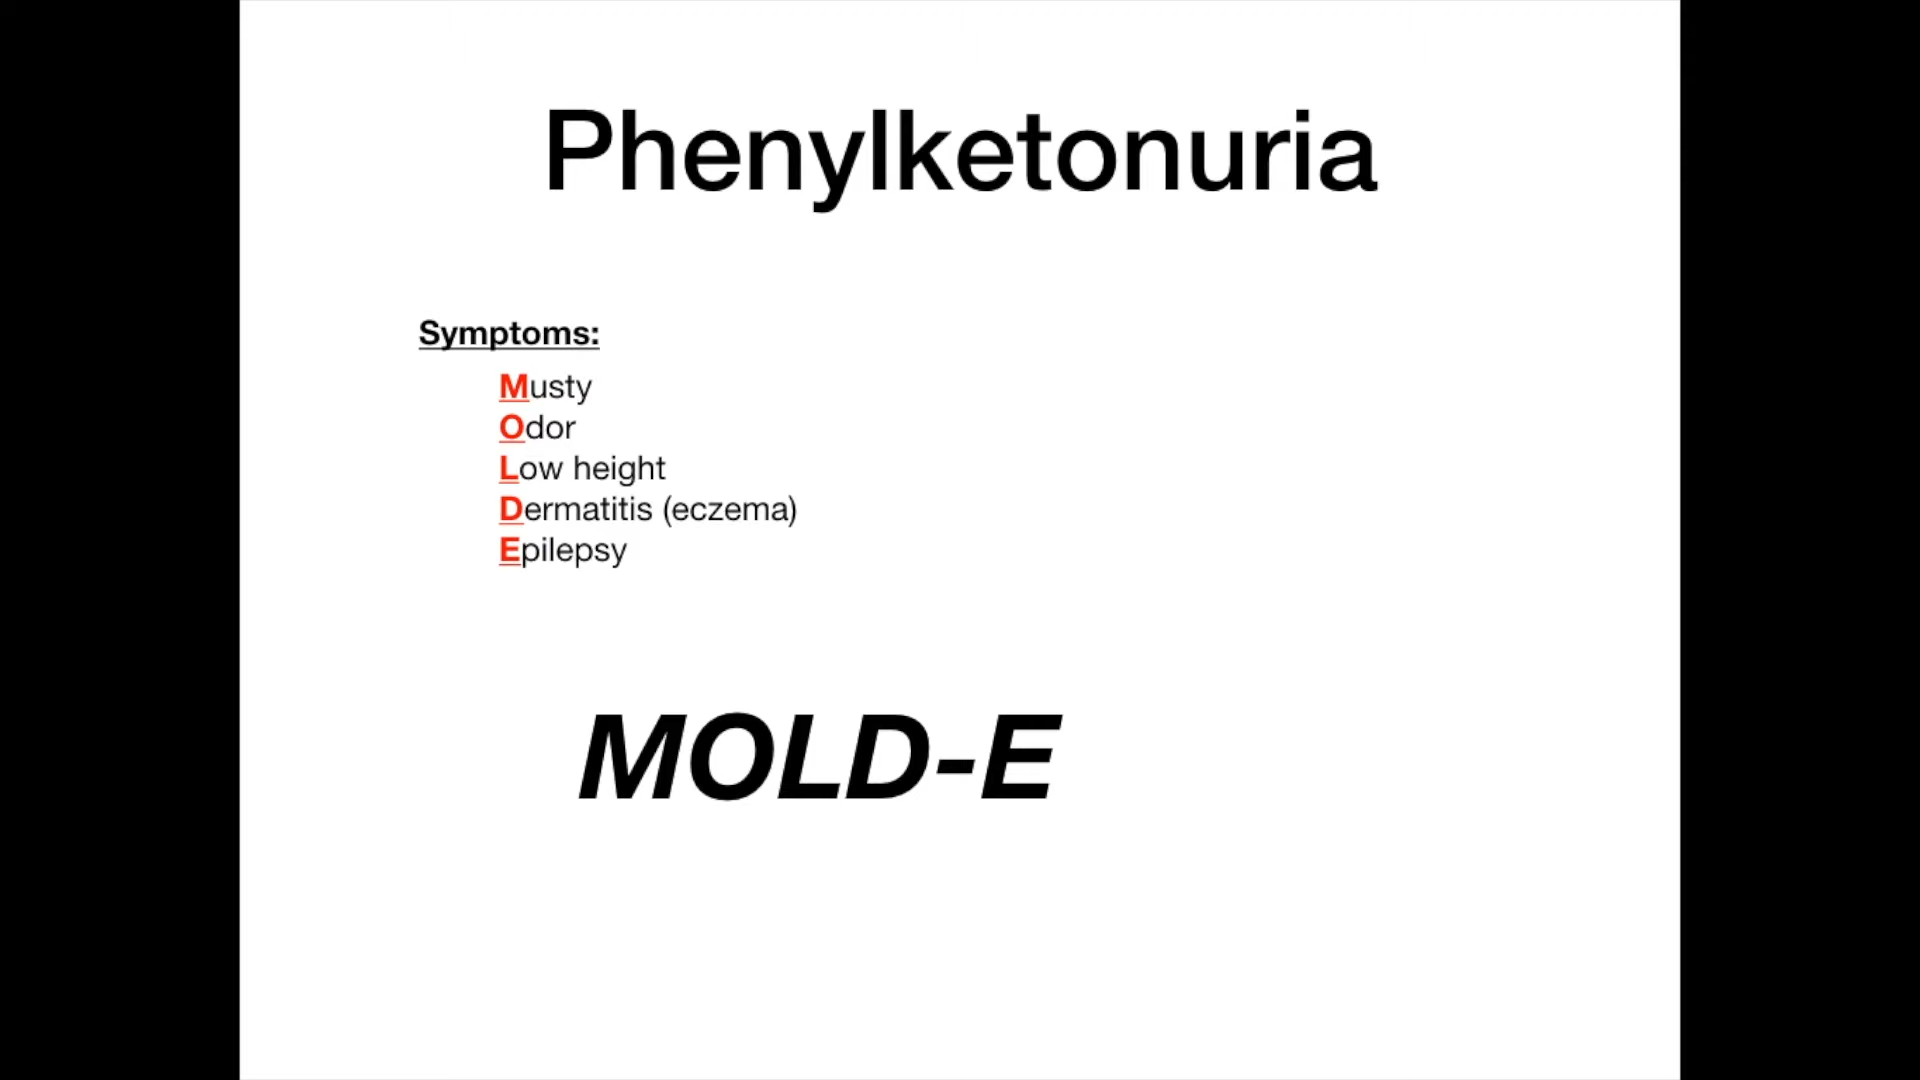 Phenylketonuria
Symptoms:
Musty
Odor
Low height
Dermatitis (eczema)
Epilepsy
MOLD-E